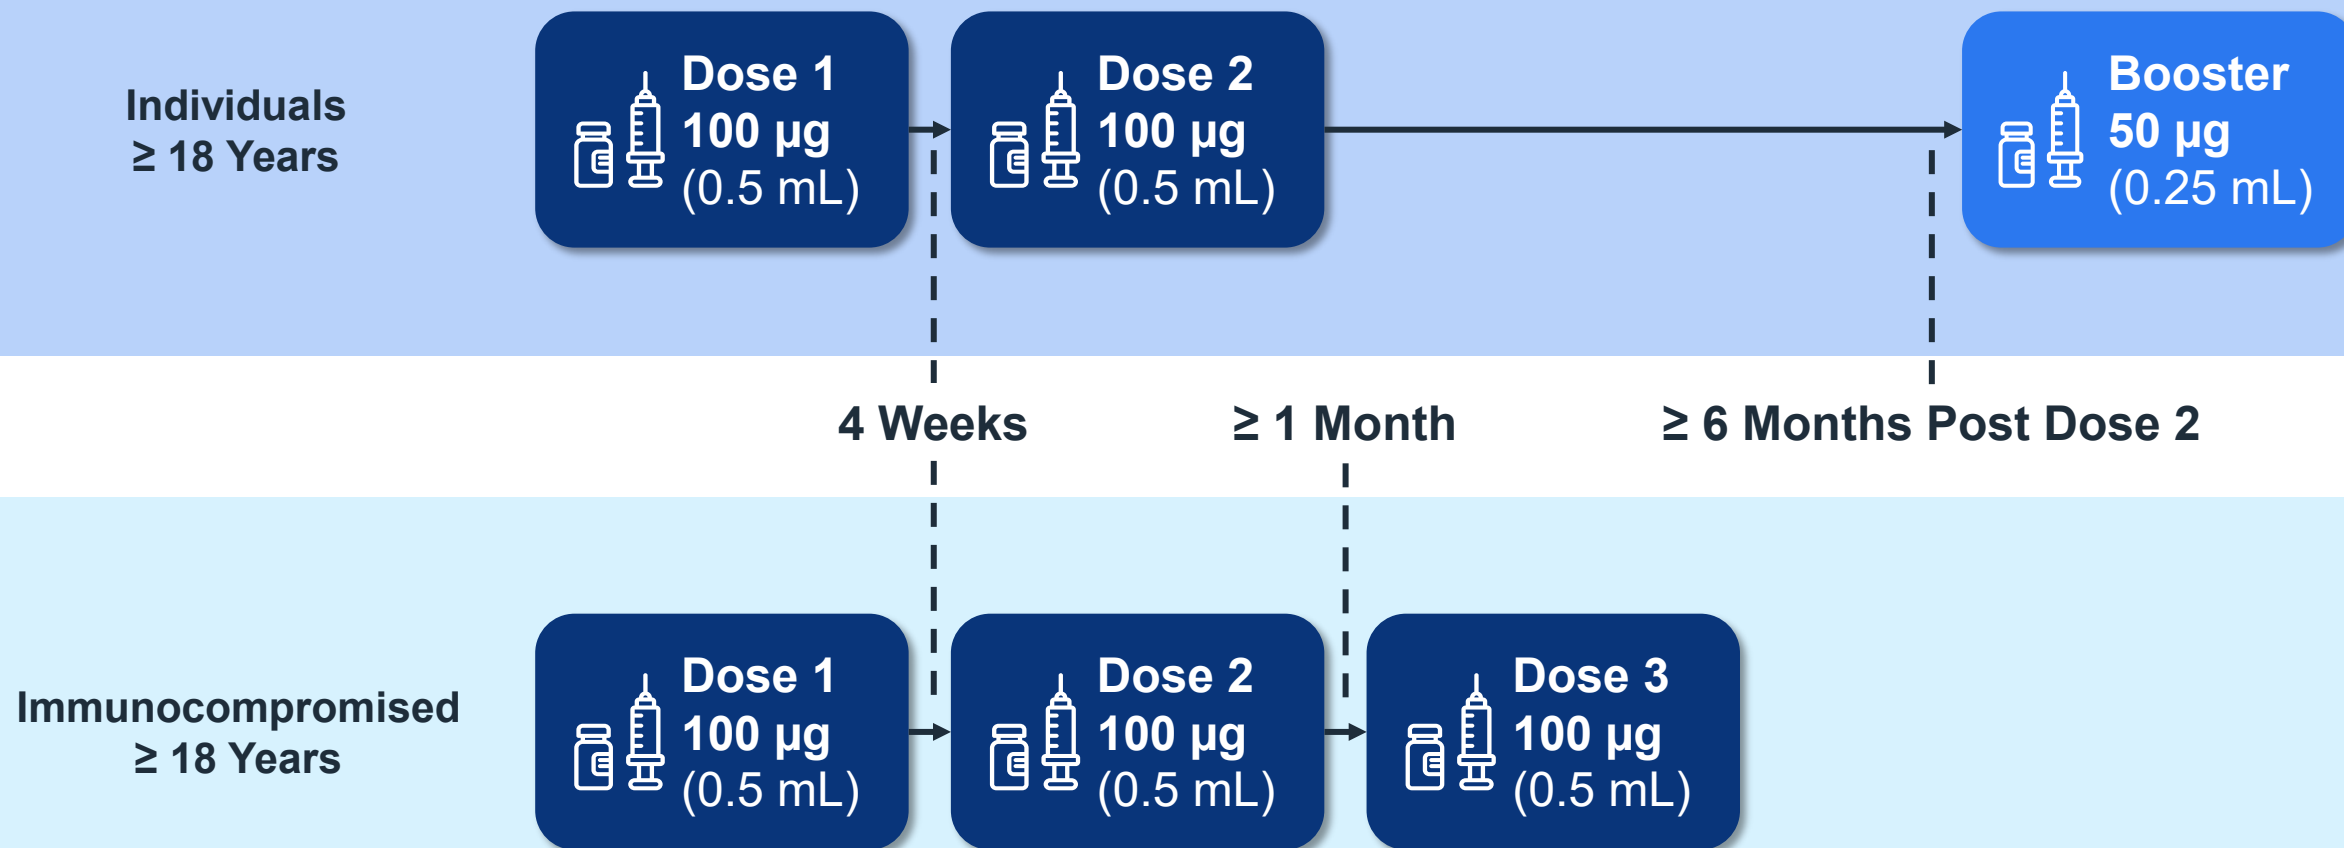 Individuals
≥ 18 Years
Dose 1
100 µg
(0.5 mL)
Dose 2
100 µg
(0.5 mL)
Booster
50 µg
(0.25 mL)
4 Weeks
≥ 1 Month
≥ 6 Months Post Dose 2
Immunocompromised
≥ 18 Years
Dose 1
100 µg
(0.5 mL)
Dose 2
100 µg
(0.5 mL)
Dose 3
100 µg
(0.5 mL)